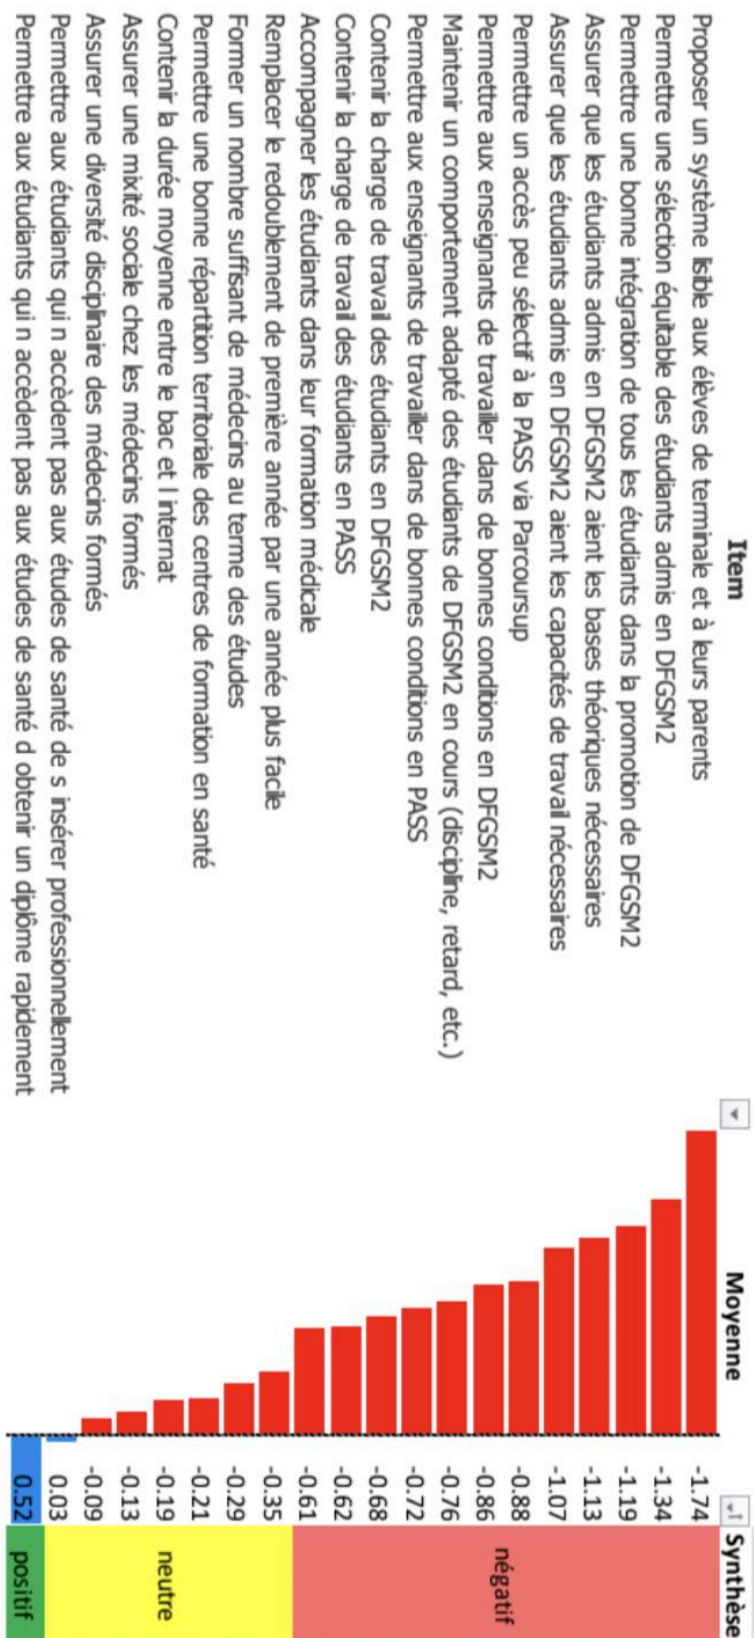 Item Moyenne Synthèse
Proposer un système lisible aux élèves de terminale et à leurs parents -1.74
Permettre une sélection équitable des étudiants admis en DFGSM2 -1.34
Permettre une bonne intégration de tous les étudiants dans la promotion de DFGSM2 -1.19
Assurer que les étudiants admis en DFGSM2 aient les bases théoriques nécessaires -1.13
Assurer que les étudiants admis en DFGSM2 aient les capacités de travail nécessaires -1.07
Permettre un accès peu sélectif à la PASS via Parcoursup -0.88
Permettre aux enseignants de travailler dans de bonnes conditions en DFGSM2 -0.86
Maintenir un comportement adapté des étudiants de DFGSM2 en cours (discipline, retard, etc.) -0.76
Permettre aux enseignants de travailler dans de bonnes conditions en PASS -0.72
Contenir la charge de travail des étudiants en DFGSM2 -0.68
Contenir la charge de travail des étudiants en PASS -0.62
Accompagner les étudiants dans leur formation médicale -0.61
négatif
Remplacer le redoublement de première année par une année plus facile -0.35
Former un nombre suffisant de médecins au terme des études -0.29
Permettre une bonne répartition territoriale des centres de formation en santé -0.21
Contenir la durée moyenne entre le bac et l internat -0.19
Assurer une mixité sociale chez les médecins formés -0.13
Assurer une diversité disciplinaire des médecins formés -0.09
Permettre aux étudiants qui n accèdent pas aux études de santé de s insérer professionnellement 0.03
neutre
Permettre aux étudiants qui n accèdent pas aux études de santé d obtenir un diplôme rapidement 0.52
positif